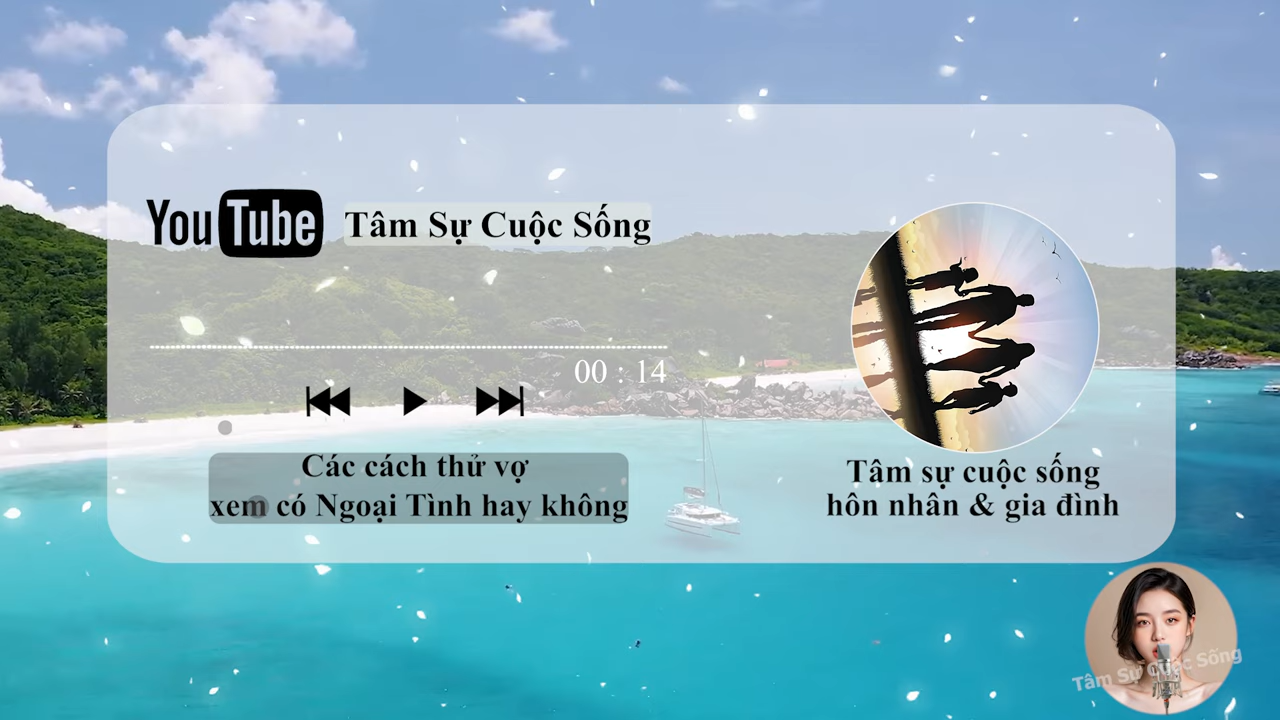 YouTube
Tâm Sự Cuộc Sống
00 : 14
Các cách thử vợ
xem có Ngoại Tình hay không
Tâm sự cuộc sống
hôn nhân & gia đình
Tâm Sự Cuộc Sống